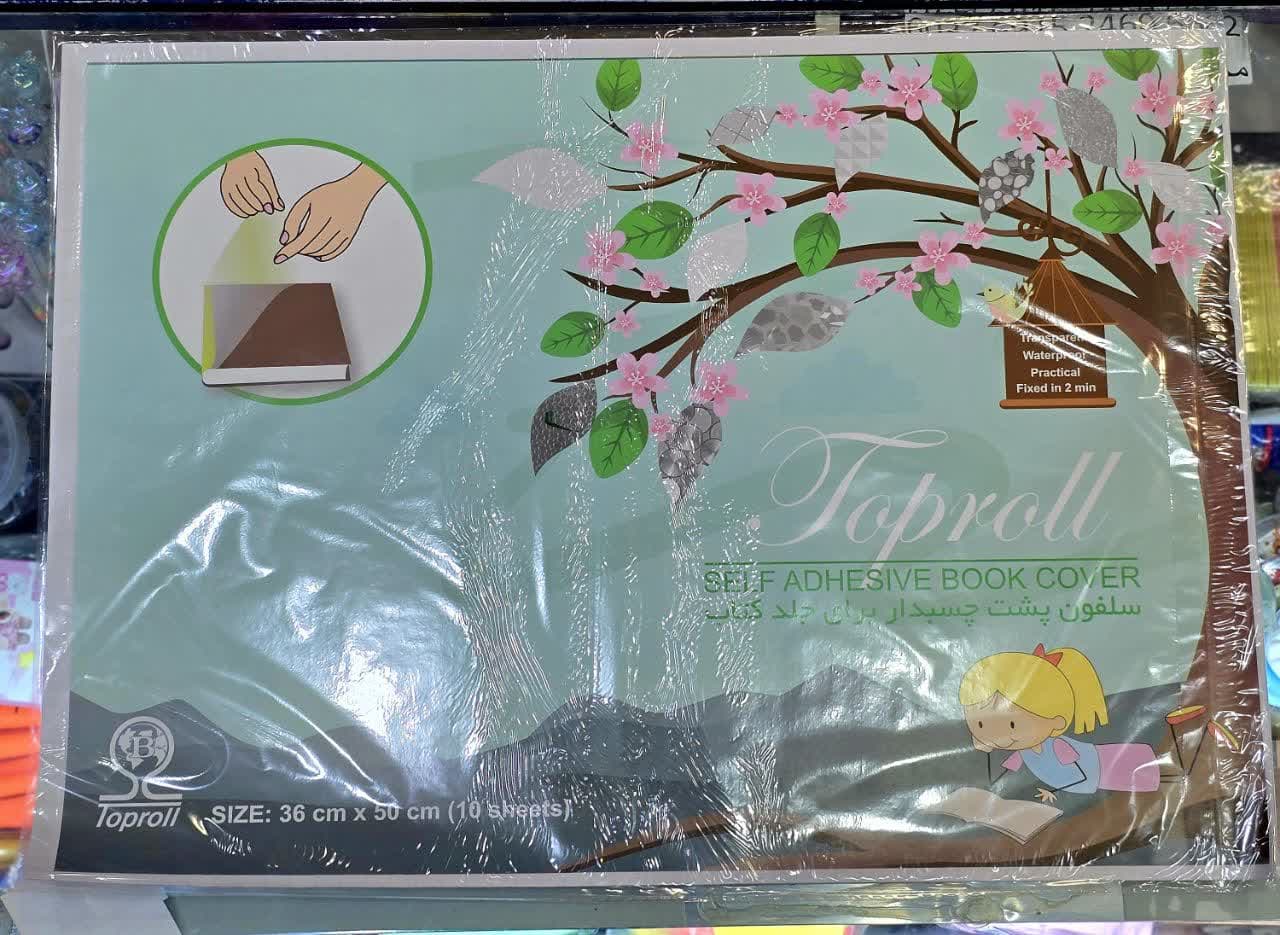 Transparent
Waterproof
Practical
Fixed in 2 min
Toproll
SELF ADHESIVE BOOK COVER
سلفون پشت چسبدار برای جلد کتاب
B
Toproll
SIZE: 36 cm x 50 cm (10 sheets)